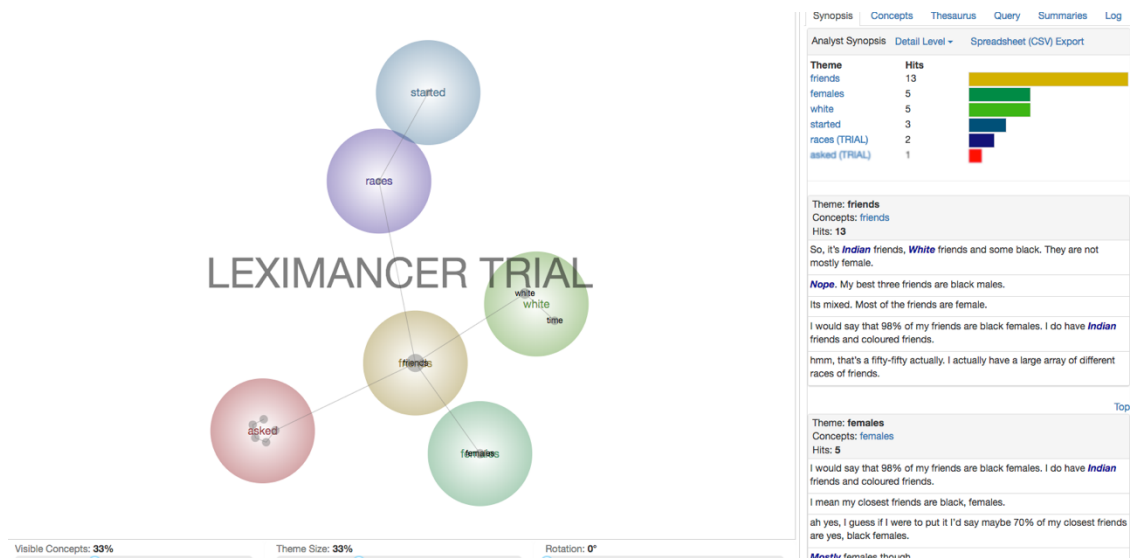 started
races
LEXIMANCER TRIAL
white
white
time
friends
asked
females
Visible Concepts: 33%
Theme Size: 33%
Rotation: 0°
Synopsis Concepts Thesaurus Query Summaries Log
Analyst Synopsis Detail Level Spreadsheet (CSV) Export
Theme Hits
friends 13
females 5
white 5
started 3
races (TRIAL) 2
asked (TRIAL) 1
Theme: friends
Concepts: friends
Hits: 13
So, it's Indian friends, White friends and some black. They are not
mostly female.
Nope. My best three friends are black males.
Its mixed. Most of the friends are female.
I would say that 98% of my friends are black females. I do have Indian
friends and coloured friends.
hmm, that's a fifty-fifty actually. I actually have a large array of different
races of friends.
Top
Theme: females
Concepts: females
Hits: 5
I would say that 98% of my friends are black females. I do have Indian
friends and coloured friends.
I mean my closest friends are black, females.
ah yes, I guess if I were to put it I'd say maybe 70% of my closest friends
are yes, black females.
Mostly females though